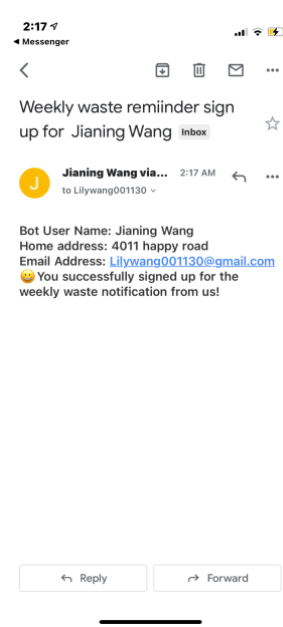 2:17
Messenger
Weekly waste remiinder sign
up for Jianing Wang Inbox
J
Jianing Wang via... 2:17 AM
to Lilywang001130
Bot User Name: Jianing Wang
Home address: 4011 happy road
Email Address: Lilywang001130@gmail.com
😀 You successfully signed up for the
weekly waste notification from us!
Reply
Forward